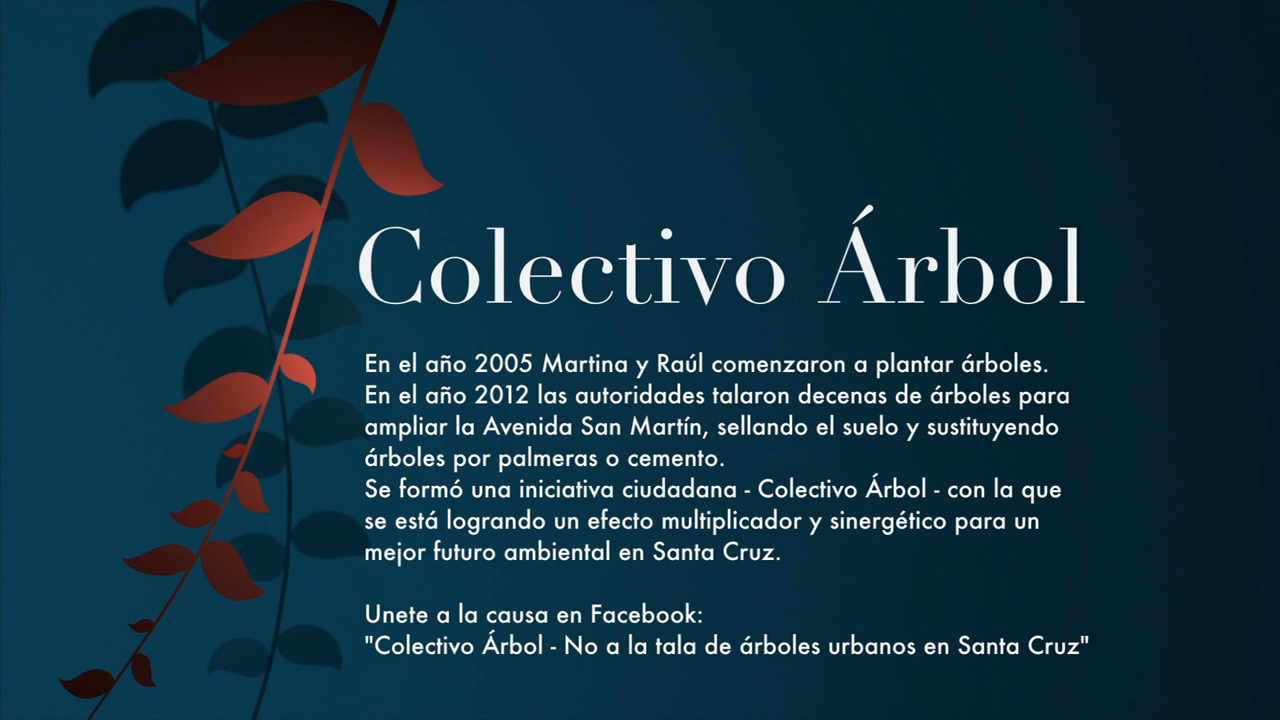 Colectivo Árbol
En el año 2005 Martina y Raúl comenzaron a plantar árboles.
En el año 2012 las autoridades talaron decenas de árboles para
ampliar la Avenida San Martín, sellando el suelo y sustituyendo
árboles por palmeras o cemento.
Se formó una iniciativa ciudadana - Colectivo Árbol - con la que
se está logrando un efecto multiplicador y sinergético para un
mejor futuro ambiental en Santa Cruz.
Unete a la causa en Facebook:
"Colectivo Árbol - No a la tala de árboles urbanos en Santa Cruz"